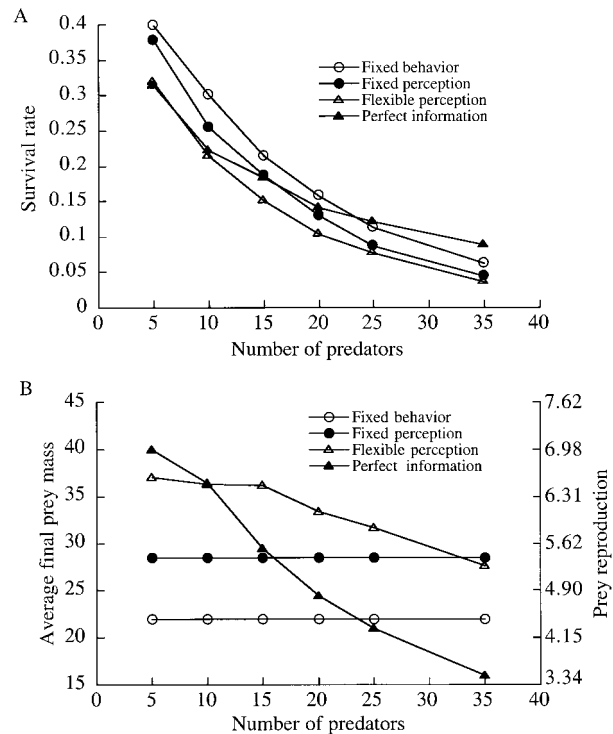 A
Survival rate
0.4
0.35
0.3
0.25
0.2
0.15
0.1
0.05
0
Fixed behavior
Fixed perception
Flexible perception
Perfect information
0 5 10 15 20 25 30 35 40
Number of predators
B
Average final prey mass
45
40
35
30
25
20
15
Fixed behavior
Fixed perception
Flexible perception
Perfect information
7.62
6.98
6.31
5.62
4.90
4.15
3.34
Prey reproduction
0 5 10 15 20 25 30 35 40
Number of predators